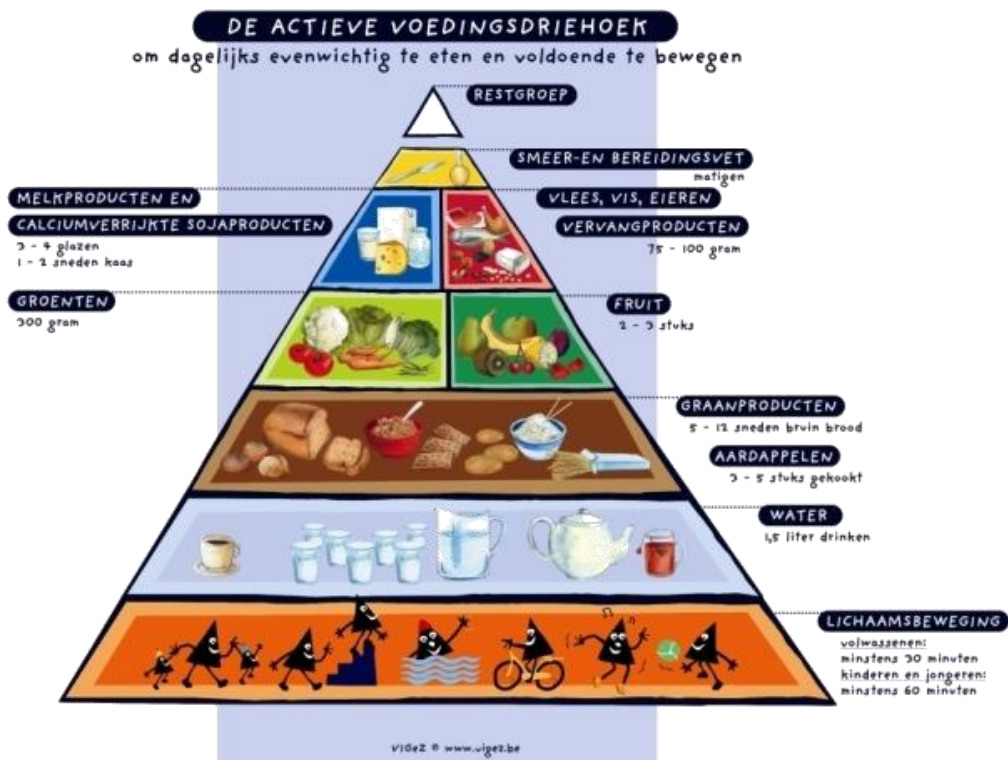 DE ACTIEVE VOEDINGSDRIEHOEK
om dagelijks evenwichtig te eten en voldoende te bewegen
RESTGROEP
SMEER-EN BEREIDINGSVET
matigen
MELKPRODUCTEN EN
CALCIUMVERRIJKTE SOJAPRODUCTEN
3 - 4 glazen
1 - 2 sneden kaas
VLEES, VIS, EIEREN
VERVANGPRODUCTEN
75 - 100 gram
GROENTEN
300 gram
FRUIT
2 - 3 stuks
GRAANPRODUCTEN
5 - 12 sneden bruin brood
AARDAPPELEN
3 - 5 stuks gekookt
WATER
1,5 liter drinken
LICHAAMSBEWEGING
volwassenen:
minstens 30 minuten
kinderen en jongeren:
minstens 60 minuten
VIGeZ © www.vigez.be